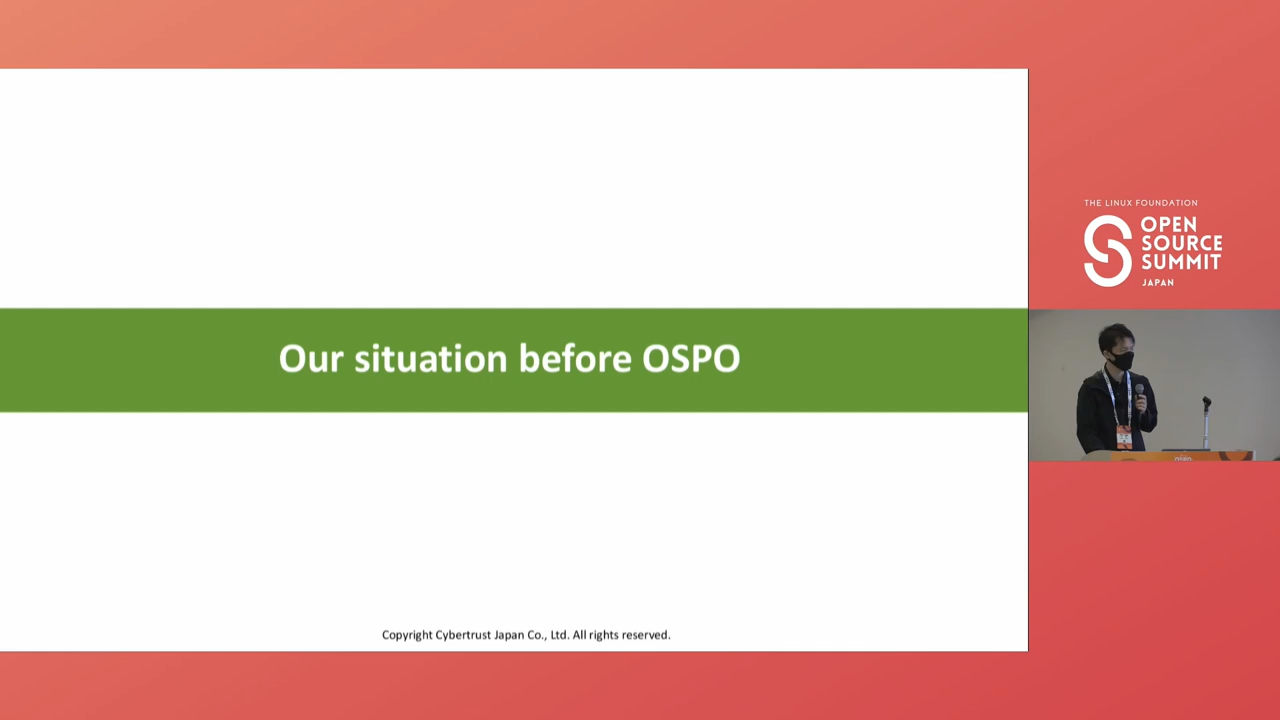 Our situation before OSPO
Copyright Cybertrust Japan Co., Ltd. All rights reserved.
THE LINUX FOUNDATION
OPEN
SOURCE
SUMMIT
JAPAN